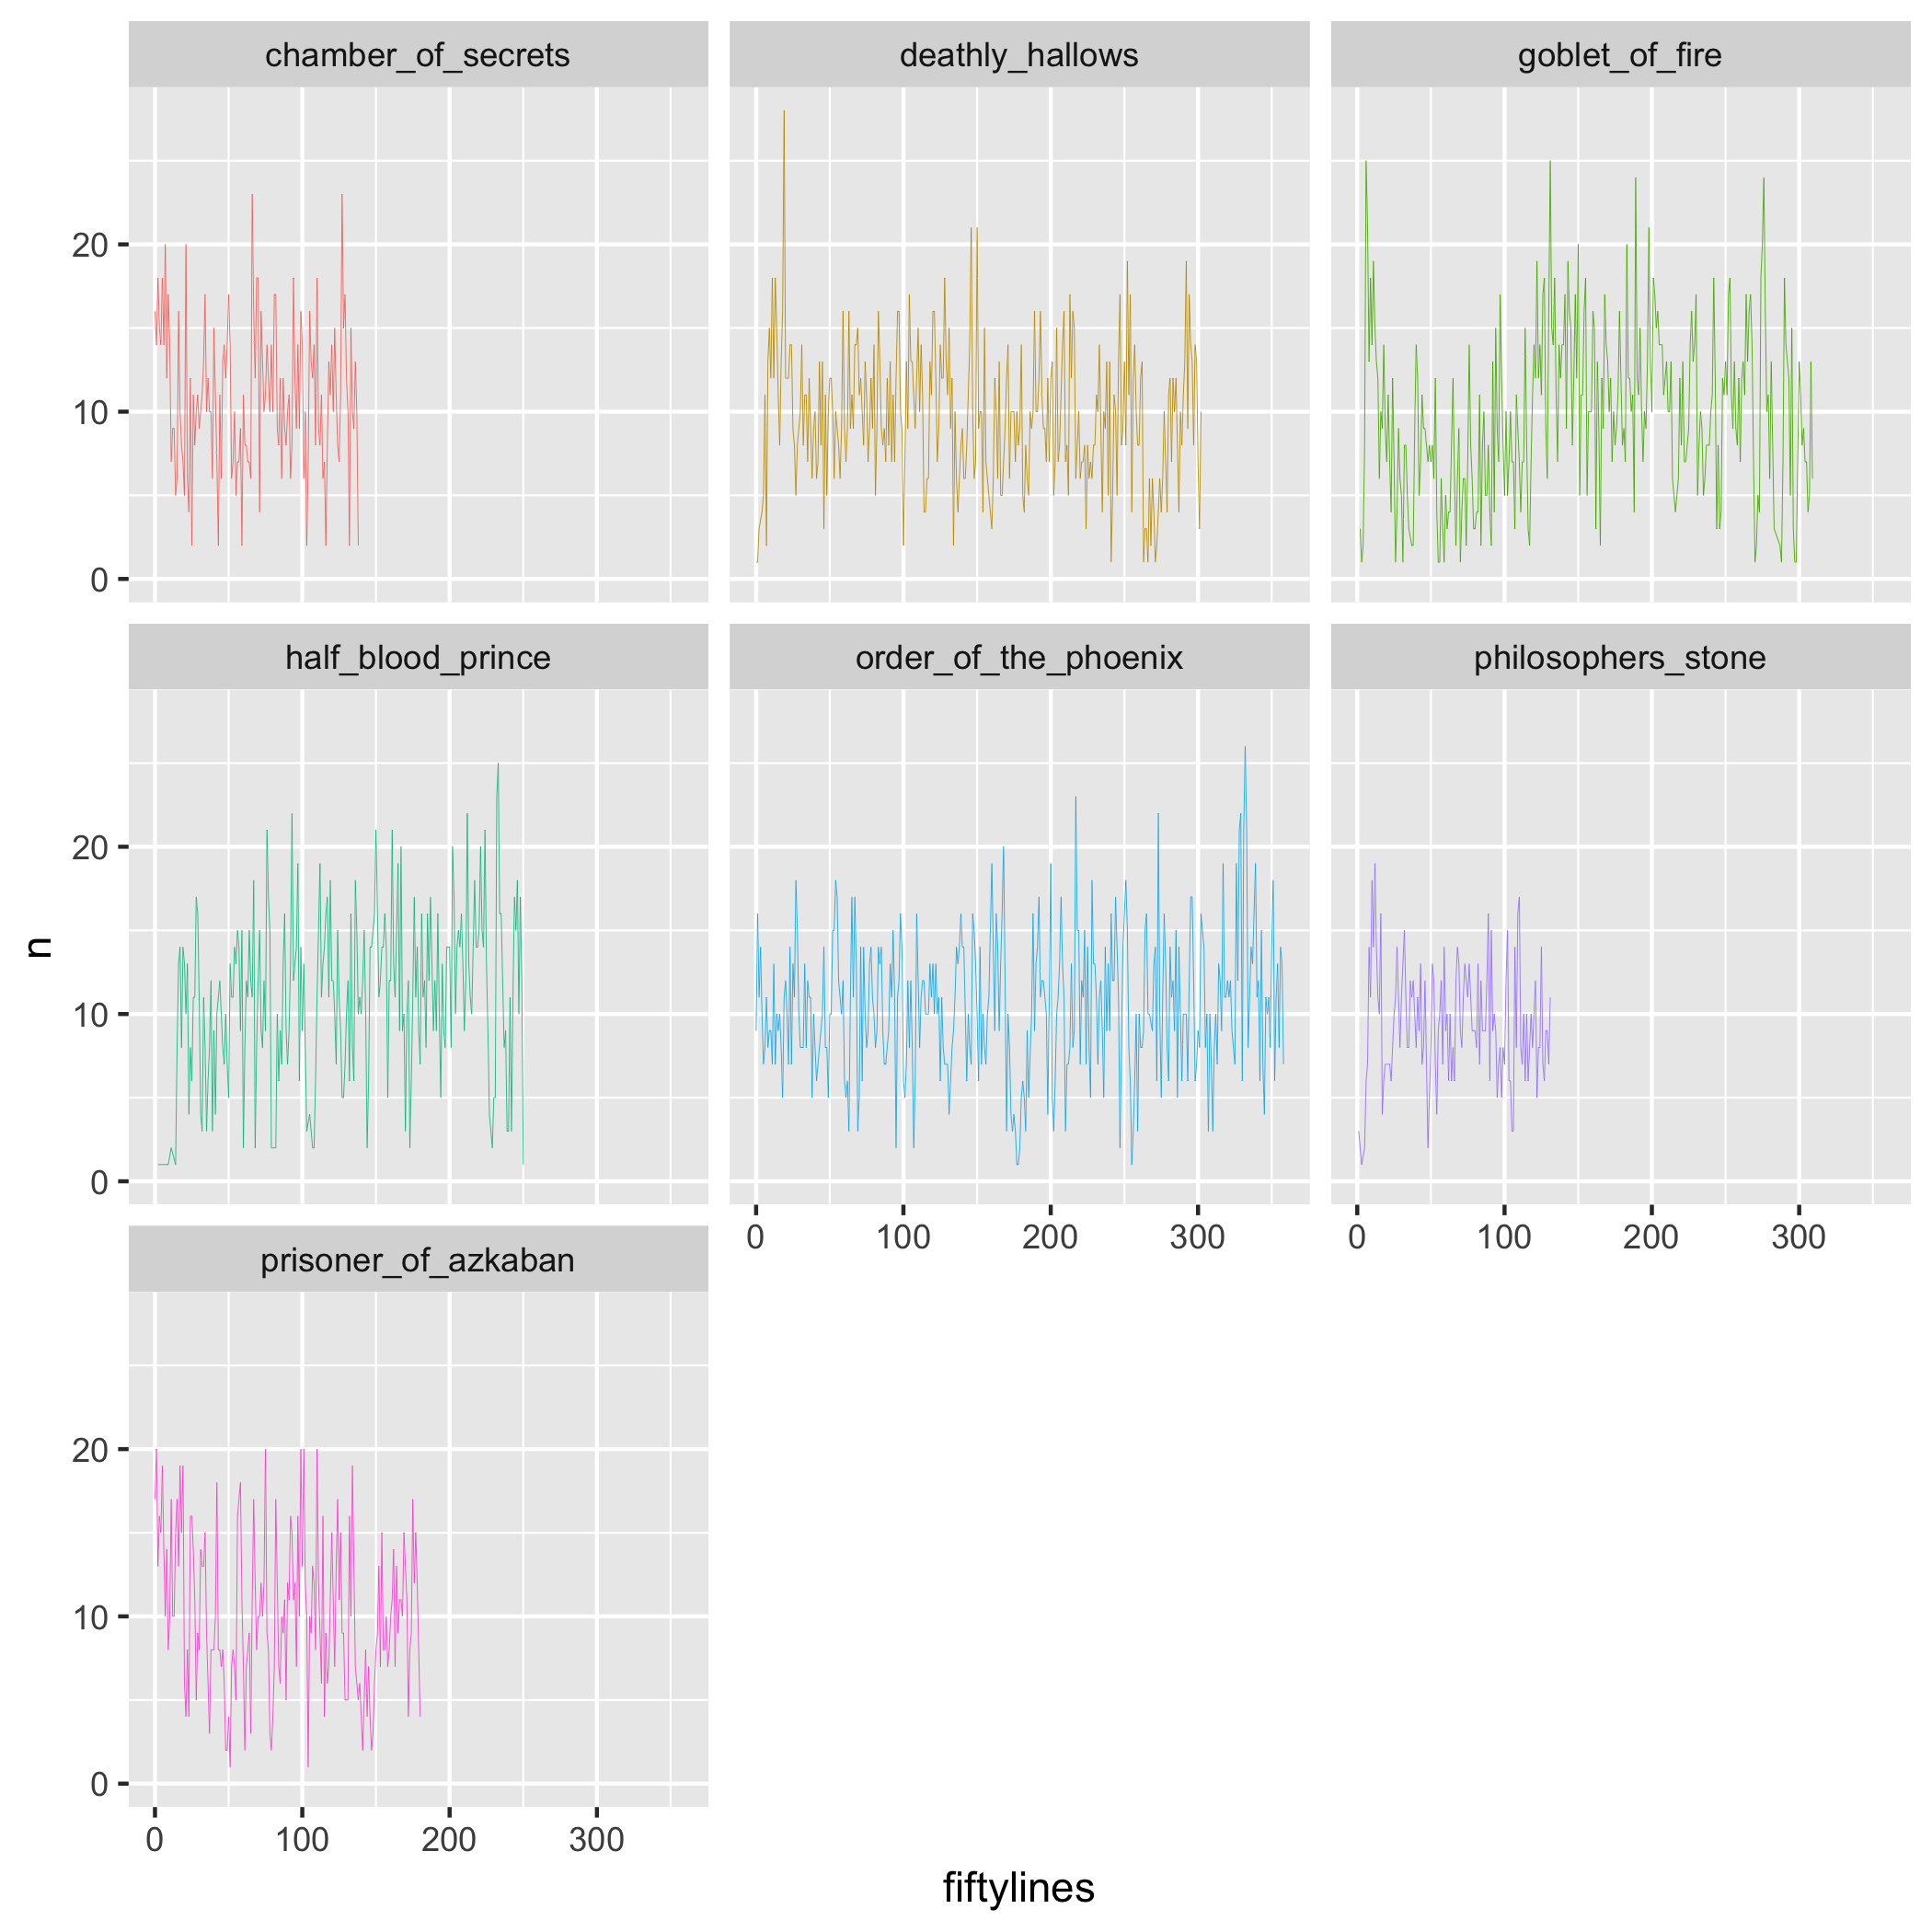 chamber_of_secrets
deathly_hallows
goblet_of_fire
20
10
0
half_blood_prince
order_of_the_phoenix
philosophers_stone
n
20
10
0
0 100 200 300
0 100 200 300
prisoner_of_azkaban
20
10
0
0 100 200 300
fiftylines